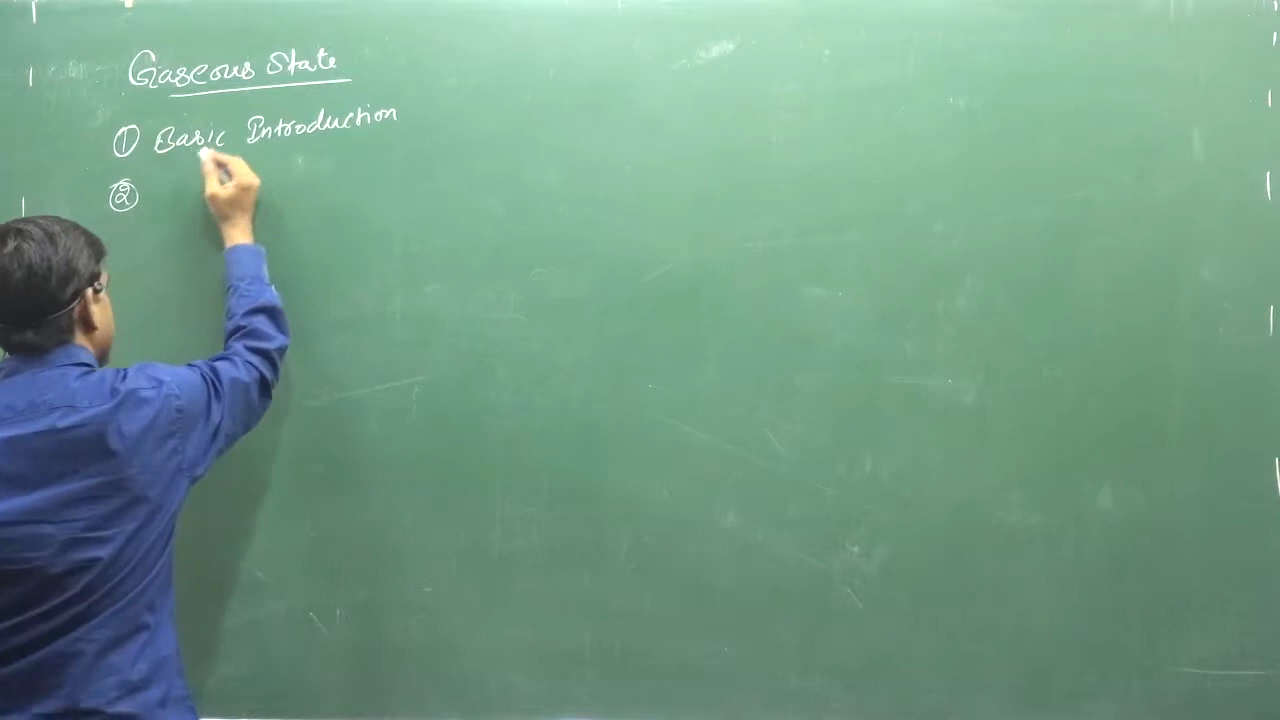 Gaseous State
① Basic Introduction
②